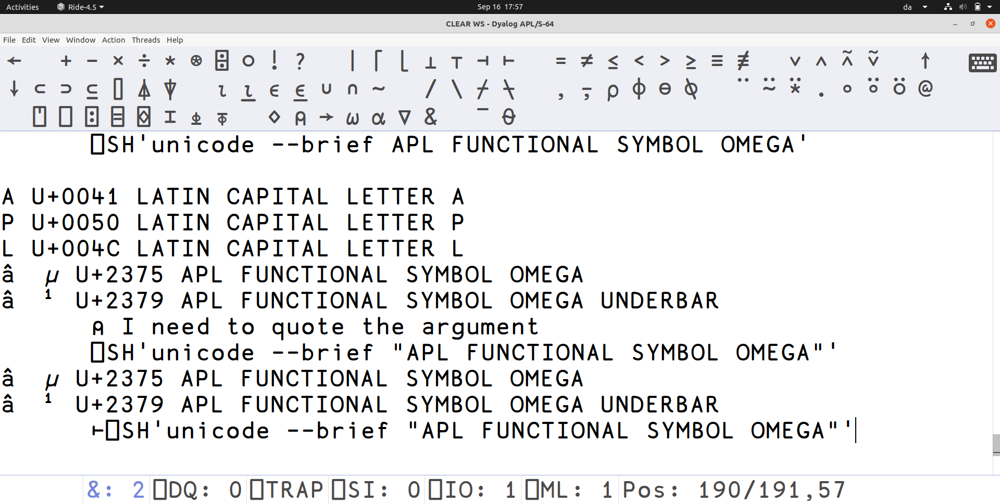 Activities Ride-4.5 Sep 16 17:57 da
CLEAR WS - Dyalog APL/S-64
File Edit View Window Action Threads Help
← + − × ÷ * ⍟ ⌹ ○ ! ? | ⌈ ⌊ ⊥ ⊤ ⊣ ⊢ = ≠ ≤ < > ≥ ≡ ≢ ∨ ∧ ⍲ ⍱ ↑
↓ ⊂ ⊃ ⊆ ⌷ ⍋ ⍒ ⍳ ⍸ ∊ ⍷ ∪ ∩ ~ / \ ⌿ ⍀ , ⍪ ⍴ ⌽ ⊖ ⍉ ¨ ⍨ ⍣ . ∘ ⍤ ⍥ @
⍞ ⎕ ⍠ ⌸ ⌺ ⌶ ⍎ ⍕ ⋄ ⍝ → ⍵ ⍺ ∇ & ¯ ⍬
⎕SH'unicode --brief APL FUNCTIONAL SYMBOL OMEGA'
A U+0041 LATIN CAPITAL LETTER A
P U+0050 LATIN CAPITAL LETTER P
L U+004C LATIN CAPITAL LETTER L
â µ U+2375 APL FUNCTIONAL SYMBOL OMEGA
â ¹ U+2379 APL FUNCTIONAL SYMBOL OMEGA UNDERBAR
⍝ I need to quote the argument
⎕SH'unicode --brief "APL FUNCTIONAL SYMBOL OMEGA"'
â µ U+2375 APL FUNCTIONAL SYMBOL OMEGA
â ¹ U+2379 APL FUNCTIONAL SYMBOL OMEGA UNDERBAR
⊢⎕SH'unicode --brief "APL FUNCTIONAL SYMBOL OMEGA"'
&: 2 ⎕DQ: 0 ⎕TRAP ⎕SI: 0 ⎕IO: 1 ⎕ML: 1 Pos: 190/191,57